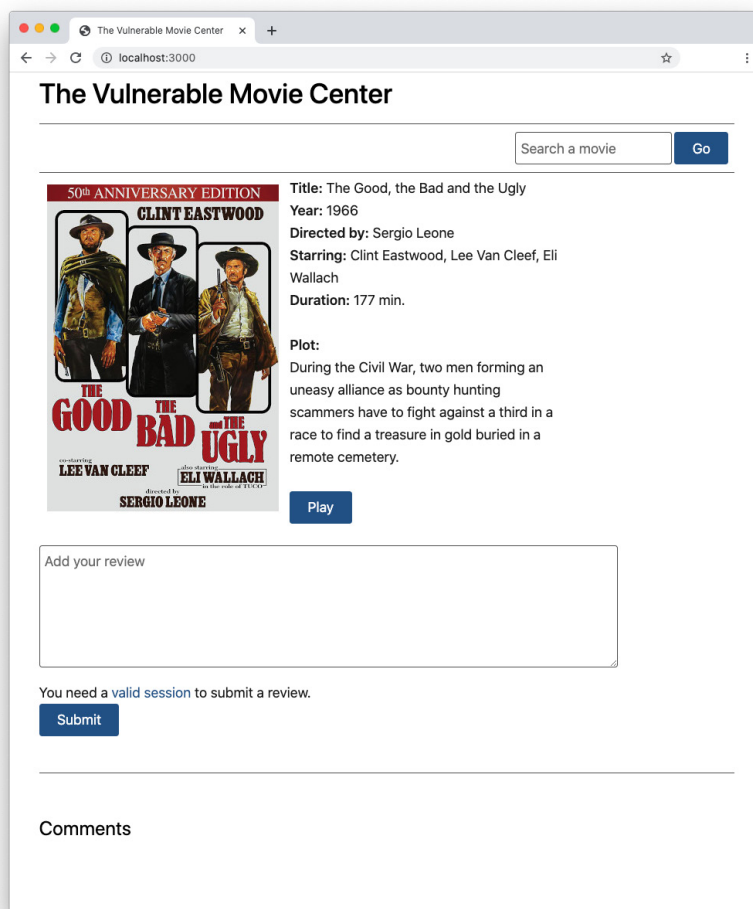 The Vulnerable Movie Center
localhost:3000
The Vulnerable Movie Center
Search a movie
Go
50th ANNIVERSARY EDITION
CLINT EASTWOOD
THE
GOOD
THE
BAD
and THE
UGLY
co-starring
LEE VAN CLEEF
also starring
ELI WALLACH
in the role of TUCO
directed by
SERGIO LEONE
Title: The Good, the Bad and the Ugly
Year: 1966
Directed by: Sergio Leone
Starring: Clint Eastwood, Lee Van Cleef, Eli
Wallach
Duration: 177 min.
Plot:
During the Civil War, two men forming an
uneasy alliance as bounty hunting
scammers have to fight against a third in a
race to find a treasure in gold buried in a
remote cemetery.
Play
Add your review
You need a valid session to submit a review.
Submit
Comments